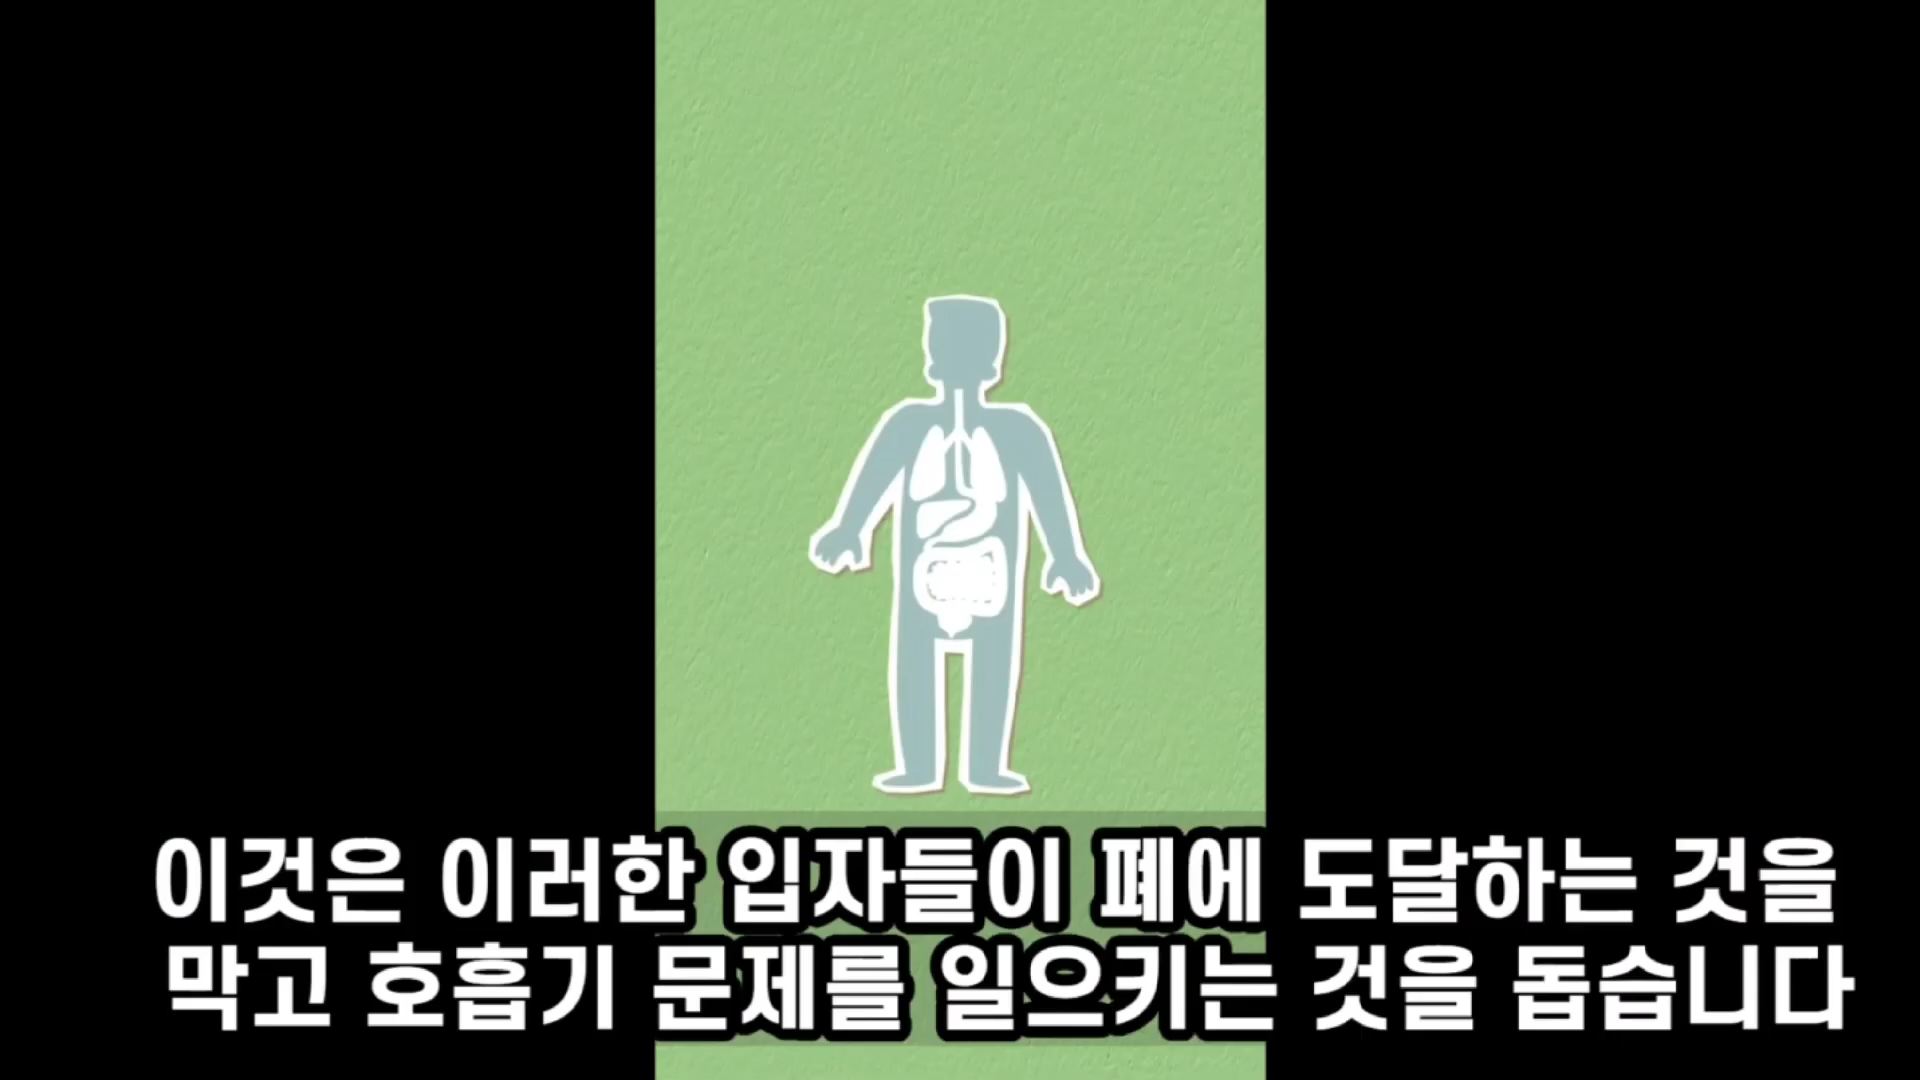 이것은 이러한 입자들이 폐에 도달하는 것을
막고 호흡기 문제를 일으키는 것을 돕습니다